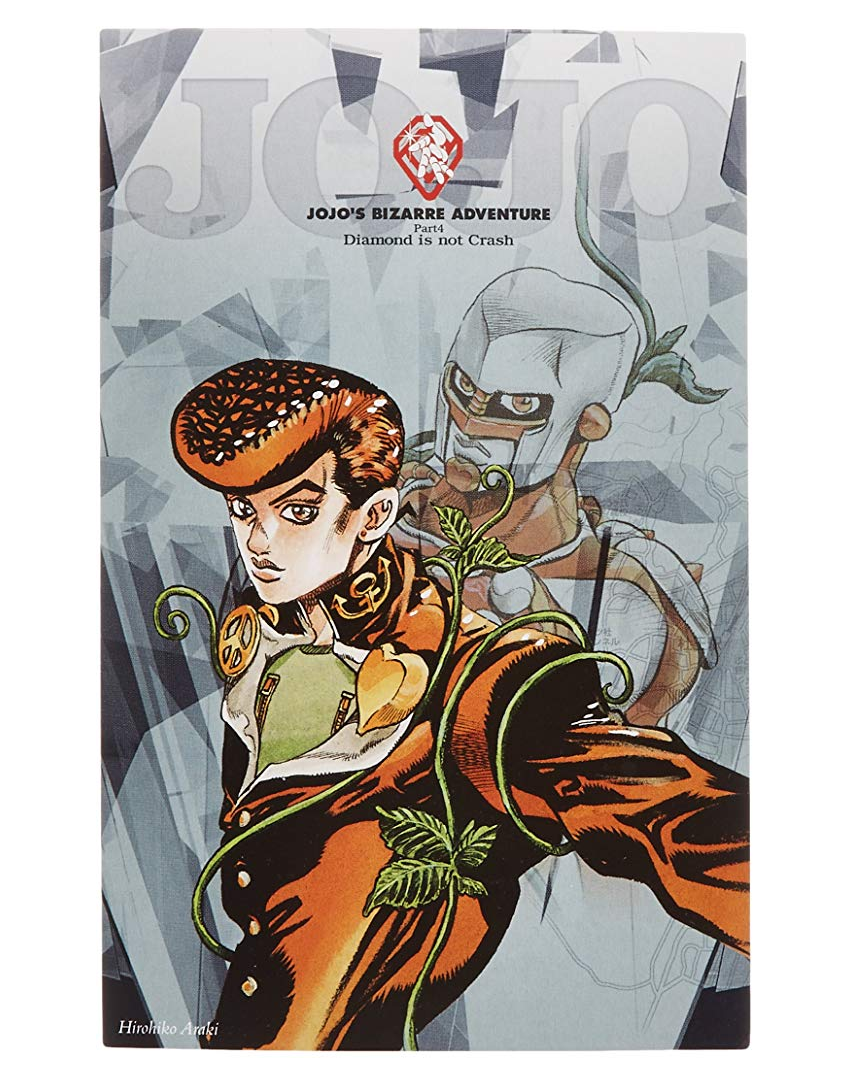 JOJO
JOJO'S BIZARRE ADVENTURE
Part4
Diamond is not Crash
Hirohiko Araki